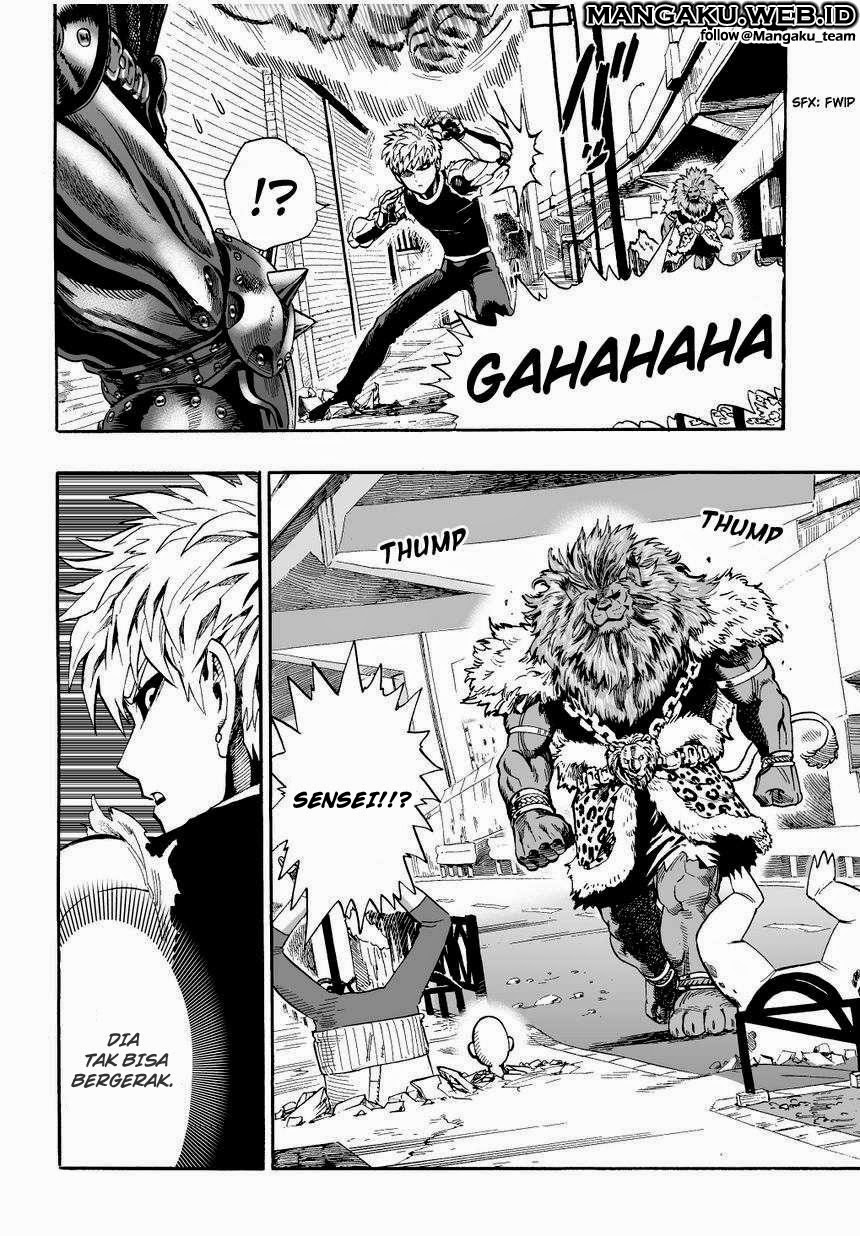 MANGAKU.WEB.ID
follow @Mangaku_team
SFX: FWIP
!?
GAHAHAHA
THUMP
THUMP
SENSEI!!?
DIA
TAK BISA
BERGERAK.